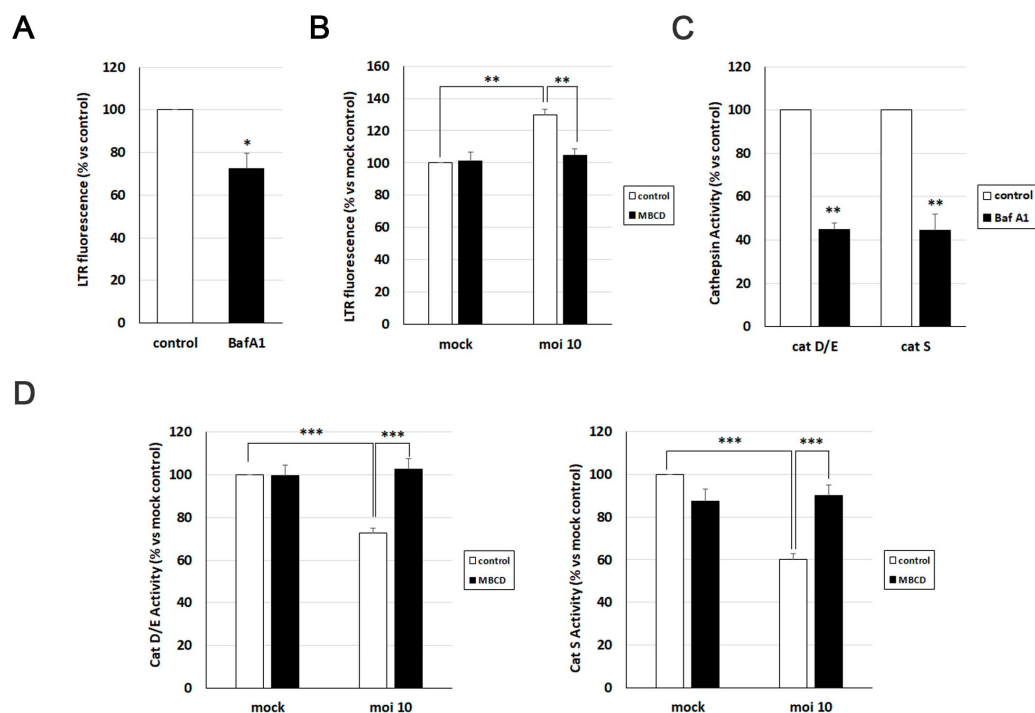 A
LTR fluorescence (% vs control)
120
100
80
60
40
20
0
*
control BafA1
B
LTR fluorescence (% vs mock control)
160
140
120
100
80
60
40
20
0
** **
mock moi 10
control
MBCD
C
Cathepsin Activity (% vs control)
120
100
80
60
40
20
0
** **
cat D/E cat S
control
Baf A1
D
Cat D/E Activity (% vs mock control)
120
100
80
60
40
20
0
*** ***
mock moi 10
control
MBCD
Cat S Activity (% vs mock control)
120
100
80
60
40
20
0
*** ***
mock moi 10
control
MBCD